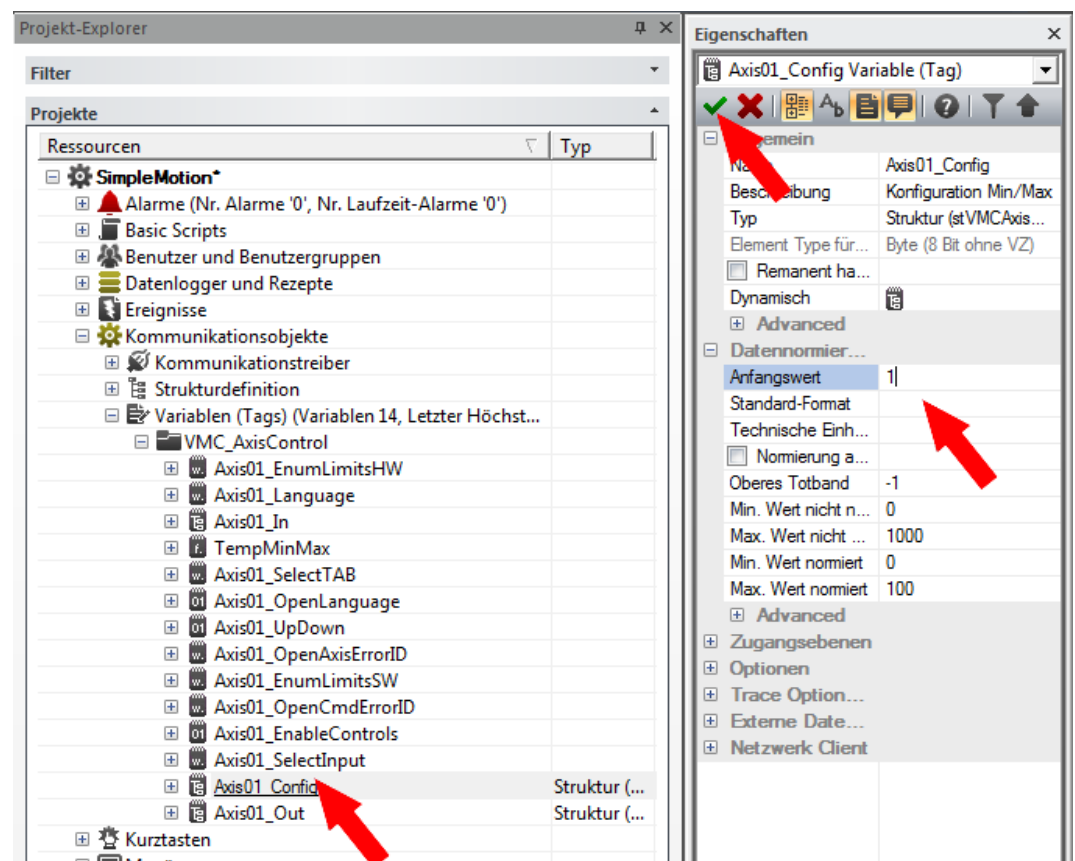 Projekt-Explorer
Filter
Projekte
Ressourcen Typ
SimpleMotion*
Alarme (Nr. Alarme '0', Nr. Laufzeit-Alarme '0')
Basic Scripts
Benutzer und Benutzergruppen
Datenlogger und Rezepte
Ereignisse
Kommunikationsobjekte
Kommunikationstreiber
Strukturdefinition
Variablen (Tags) (Variablen 14, Letzter Höchst...
VMC_AxisControl
Axis01_EnumLimitsHW
Axis01_Language
Axis01_In
TempMinMax
Axis01_SelectTAB
Axis01_OpenLanguage
Axis01_UpDown
Axis01_OpenAxisErrorID
Axis01_EnumLimitsSW
Axis01_OpenCmdErrorID
Axis01_EnableControls
Axis01_SelectInput
Axis01_Config Struktur (...
Axis01_Out Struktur (...
Kurztasten
Eigenschaften
Axis01_Config Variable (Tag)
Name Axis01_Config
Beschreibung Konfiguration Min/Max
Typ Struktur (stVMCAxis...
Element Type für... Byte (8 Bit ohne VZ)
Remanent ha...
Dynamisch
Advanced
Datennormier...
Anfangswert 1
Standard-Format
Technische Einh...
Normierung a...
Oberes Totband -1
Min. Wert nicht n... 0
Max. Wert nicht ... 1000
Min. Wert normiert 0
Max. Wert normiert 100
Advanced
Zugangsebenen
Optionen
Trace Option...
Externe Date...
Netzwerk Client